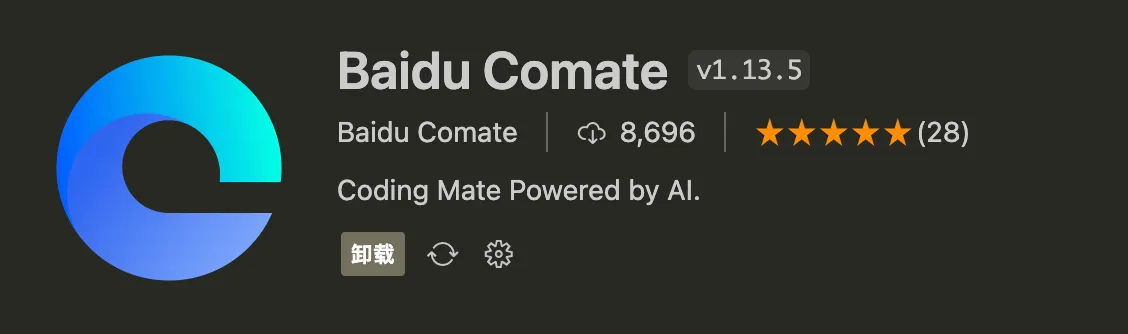 Baidu Comate v1.13.5
Baidu Comate 8,696 (28)
Coding Mate Powered by AI.
卸载